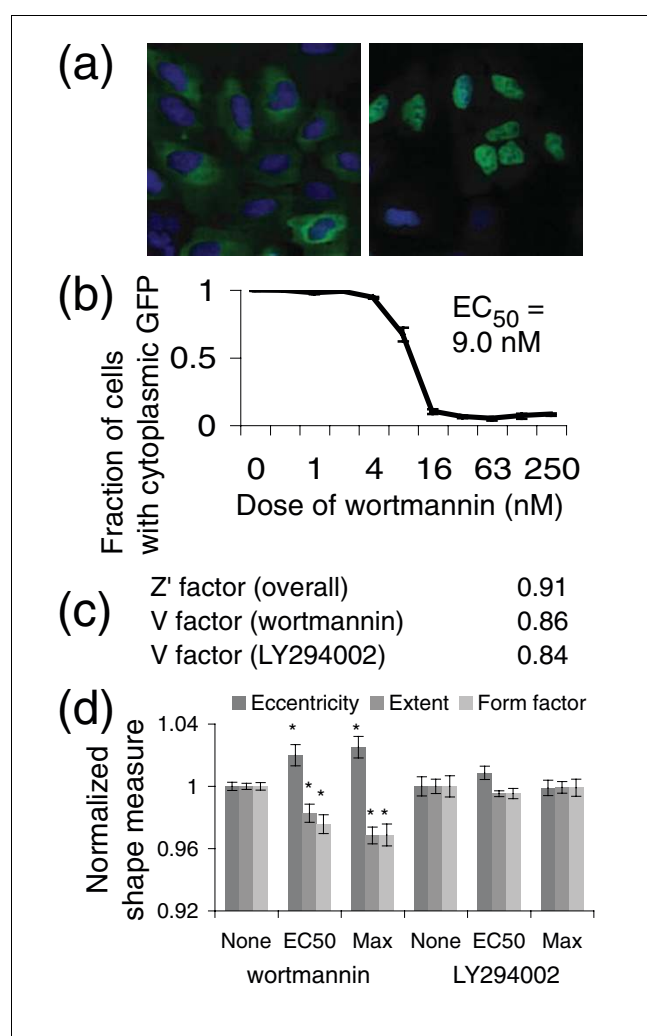 (a)
(b)
Fraction of cells
with cytoplasmic GFP
1
0.5
0
EC50 =
9.0 nM
0 1 4 16 63 250
Dose of wortmannin (nM)
(c)
Z' factor (overall) 0.91
V factor (wortmannin) 0.86
V factor (LY294002) 0.84
(d)
Eccentricity Extent Form factor
Normalized
shape measure
1.04
1
0.96
0.92
* * * * * *
None EC50 Max None EC50 Max
wortmannin LY294002